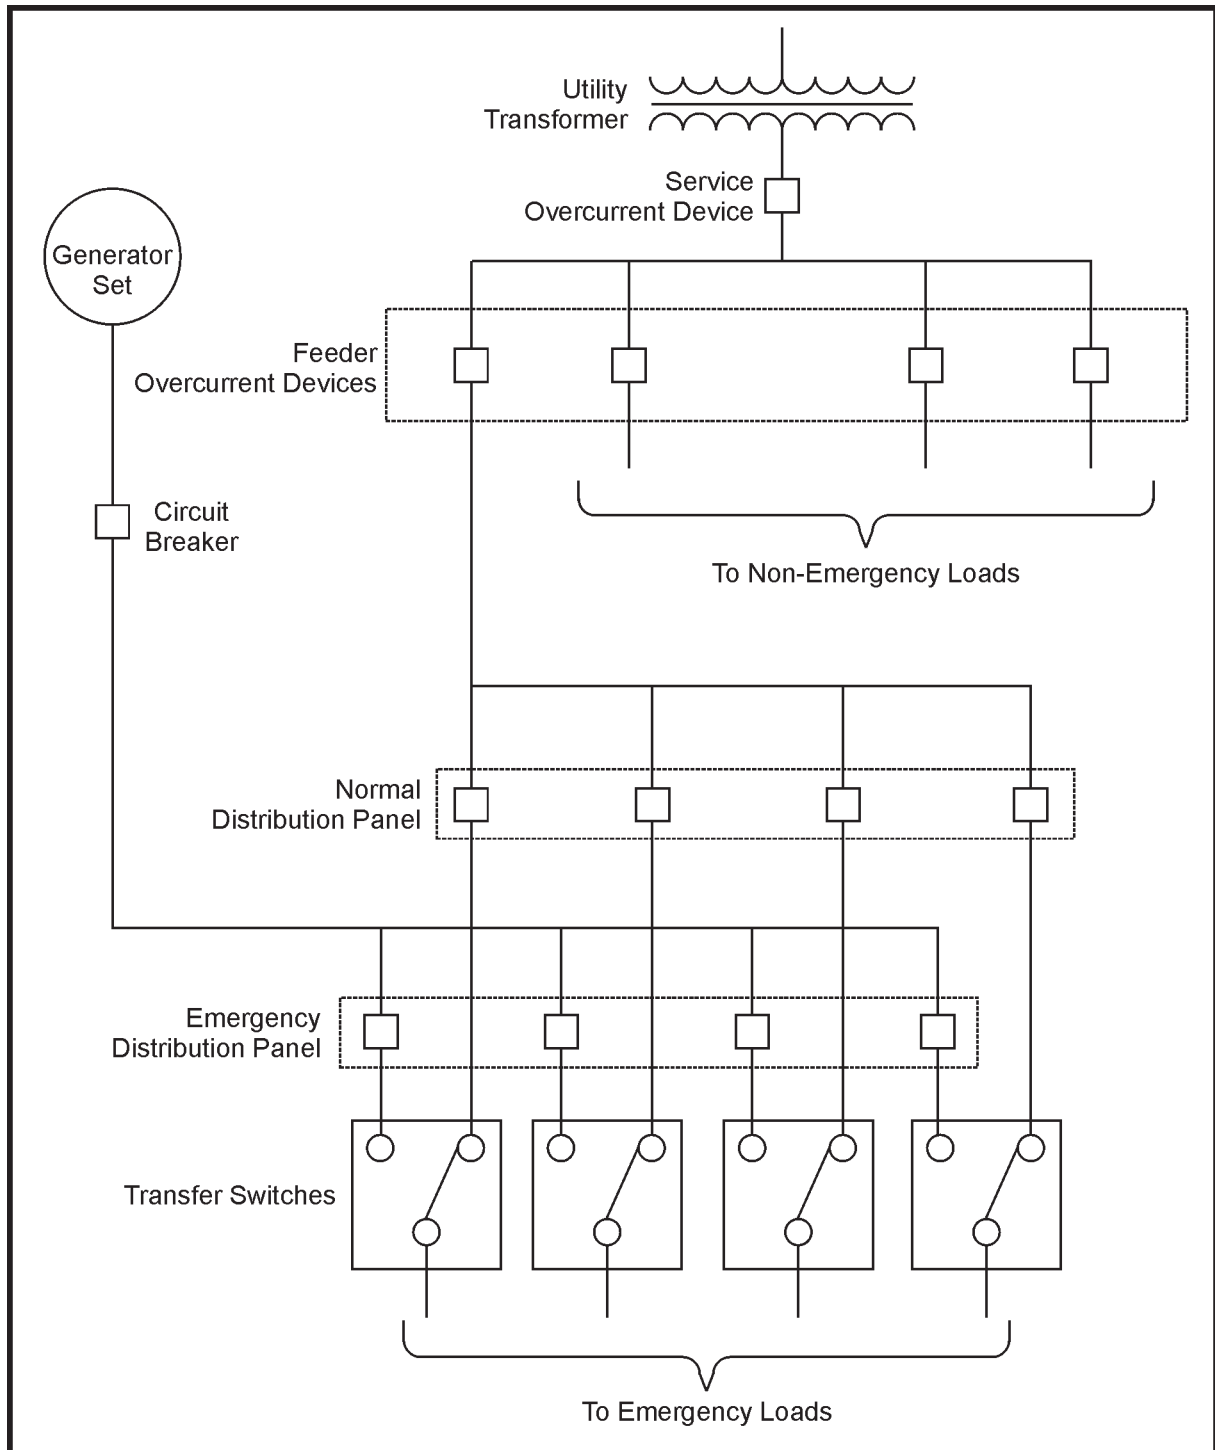 Utility
Transformer
Service
Overcurrent Device
Generator
Set
Feeder
Overcurrent Devices
Circuit
Breaker
To Non-Emergency Loads
Normal
Distribution Panel
Emergency
Distribution Panel
Transfer Switches
To Emergency Loads